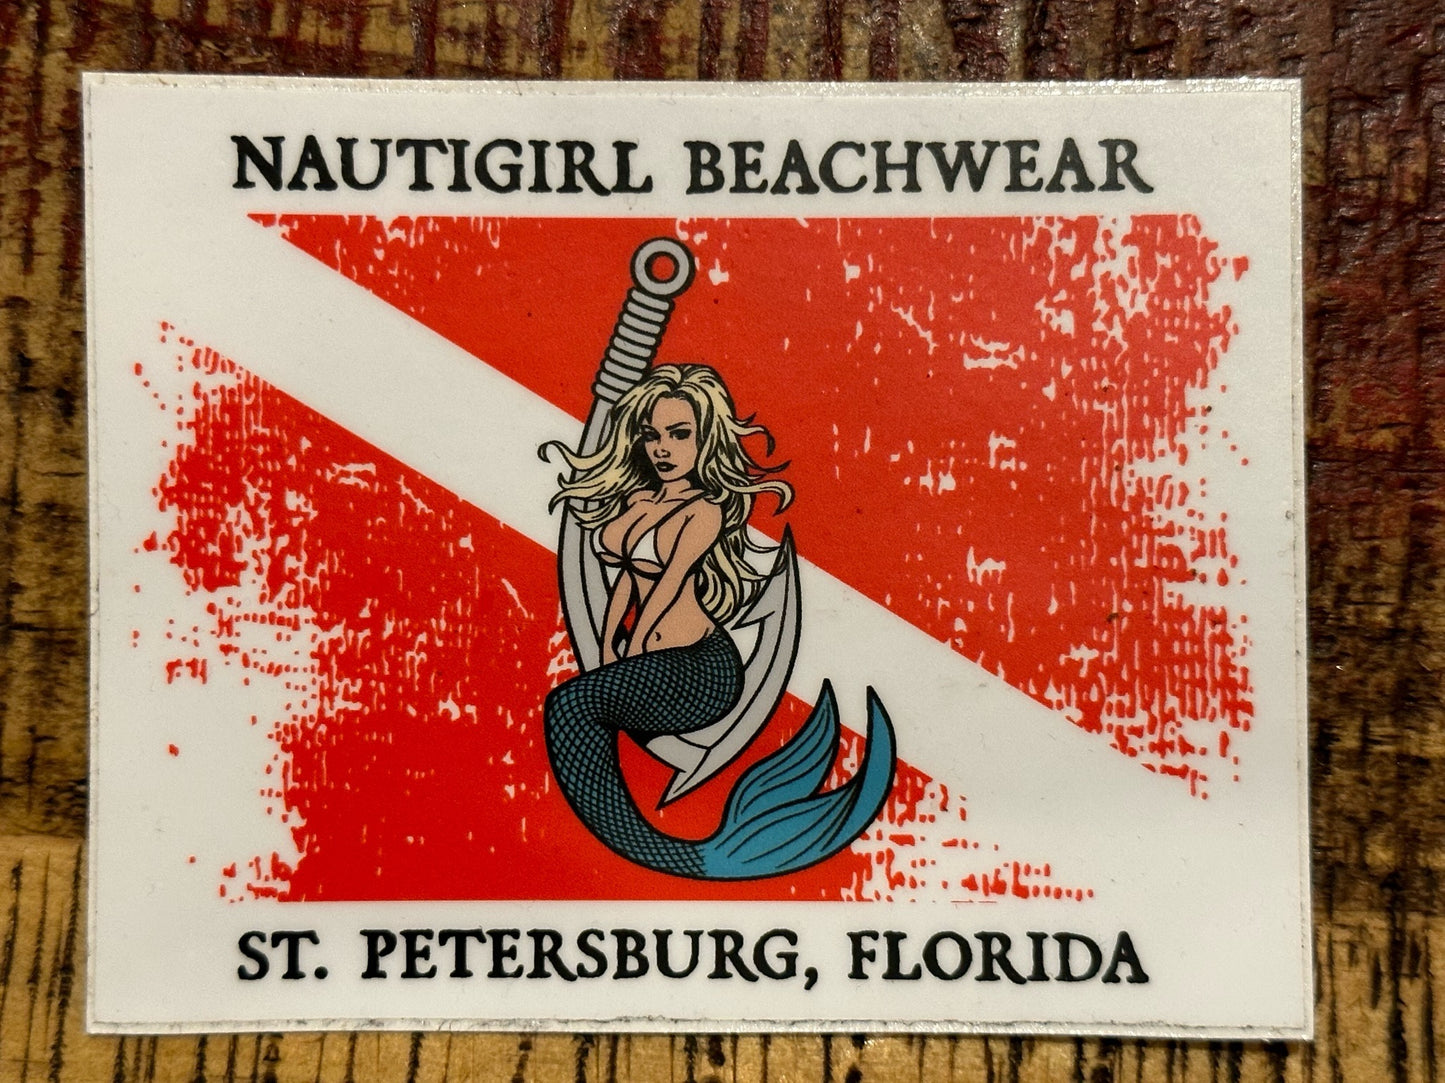 NAUTIGIRL BEACHWEAR
ST. PETERSBURG, FLORIDA